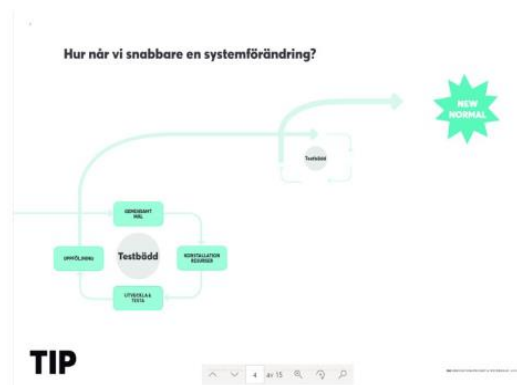 Hur når vi snabbare en systemförändring?
NEW
NORMAL
Testbädd
GEMENSAMT
MÅL
UPPFÖLJNING
Testbädd
KONSTELLATION
RESURSER
UTVECKLA &
TESTA
TIP
4 av 15